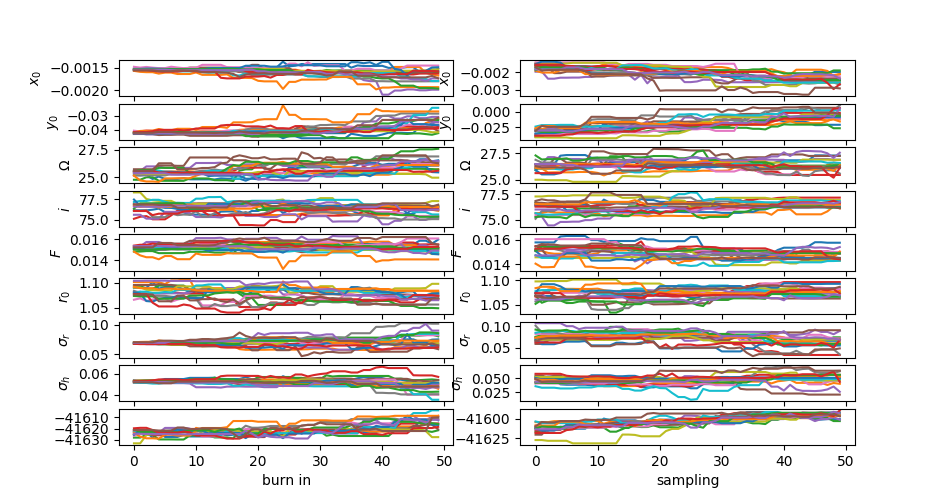 x₀ −0.0015 −0.0020 x₀ −0.002 −0.003
y₀ −0.03 −0.04 y₀ 0.000 −0.025
Ω 27.5 25.0 Ω 27.5 25.0
i 77.5 75.0 i 7.5 75.0
F 0.016 0.014 F 0.016 0.014
r₀ 1.10 1.05 r₀ 1.10 1.05
σᵣ 0.10 0.05 σᵣ 0.10 0.05
σₕ 0.06 0.04 σₕ 0.050 0.025
−41610 −41620 −41630 −41600 −41625
0 10 20 30 40 50 0 10 20 30 40 50
burn in sampling